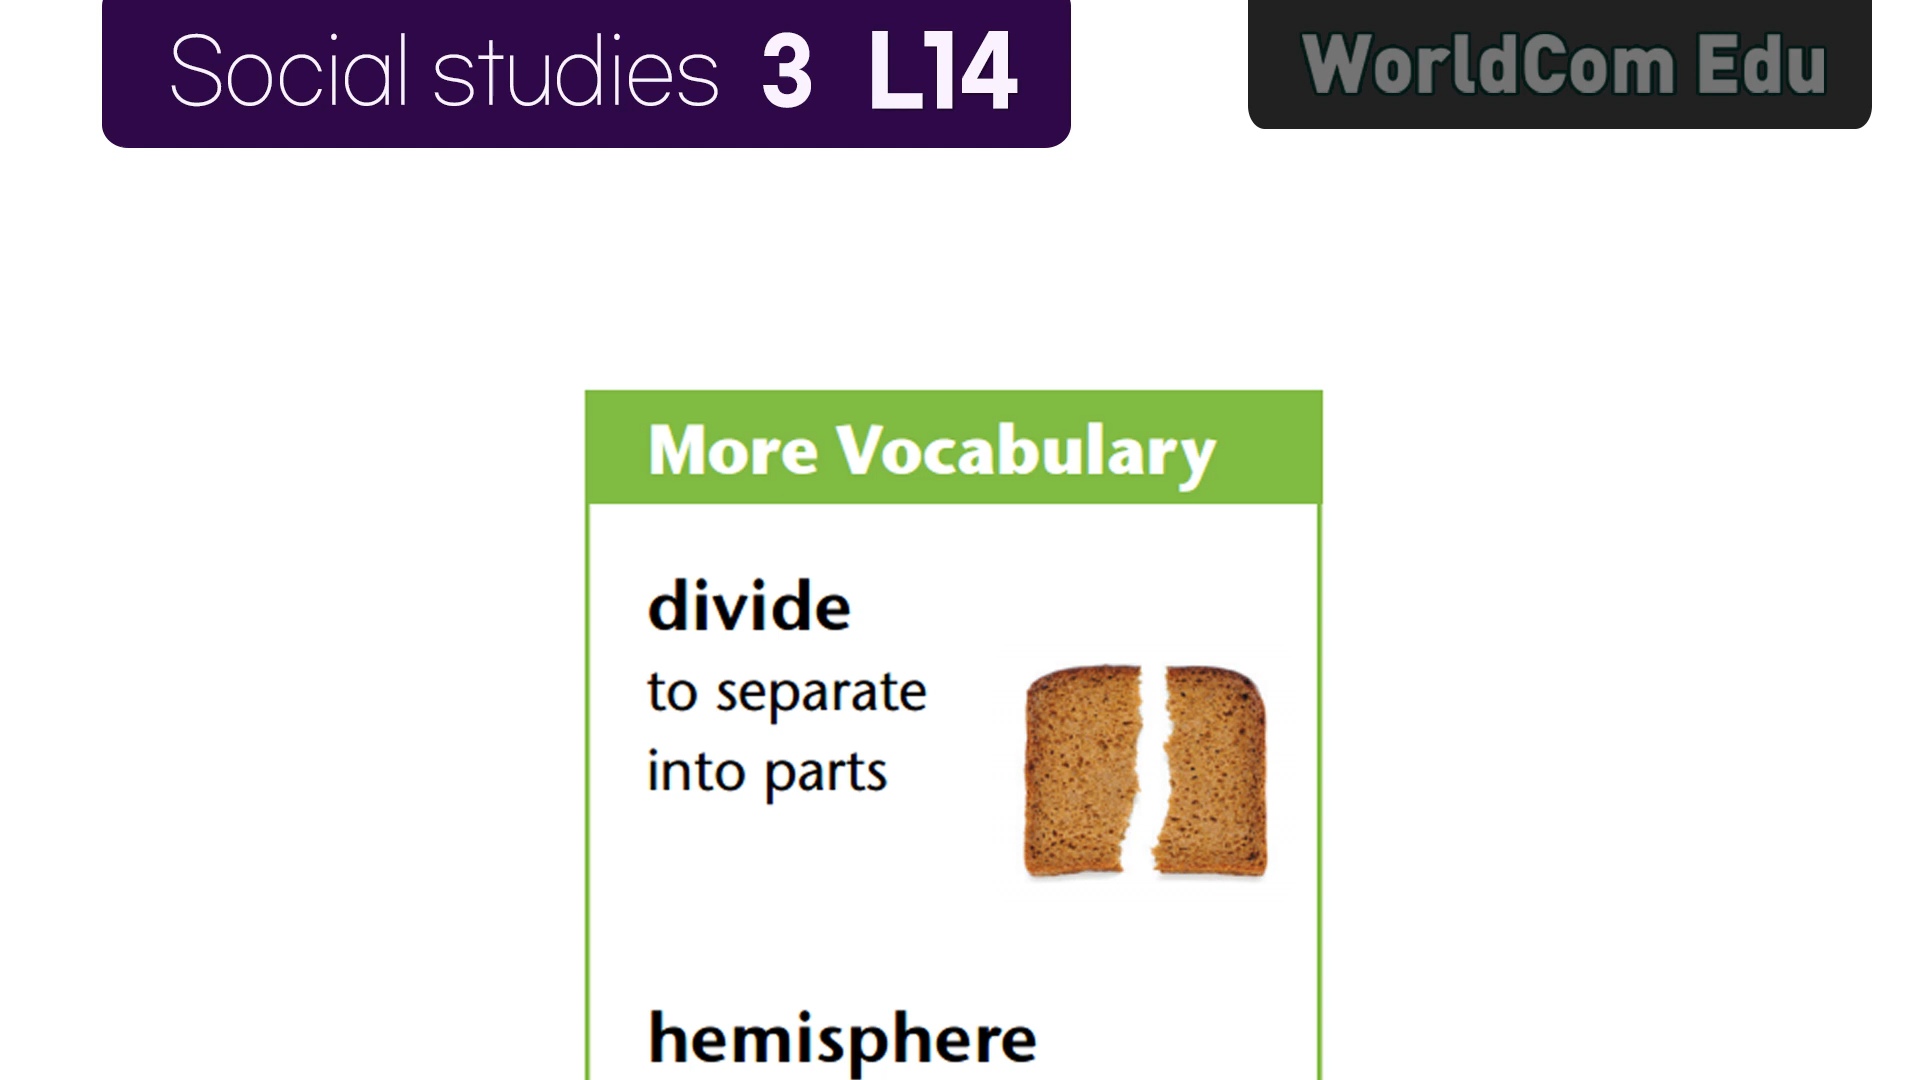 Social studies 3 L14
WorldCom Edu
More Vocabulary
divide
to separate
into parts
hemisphere